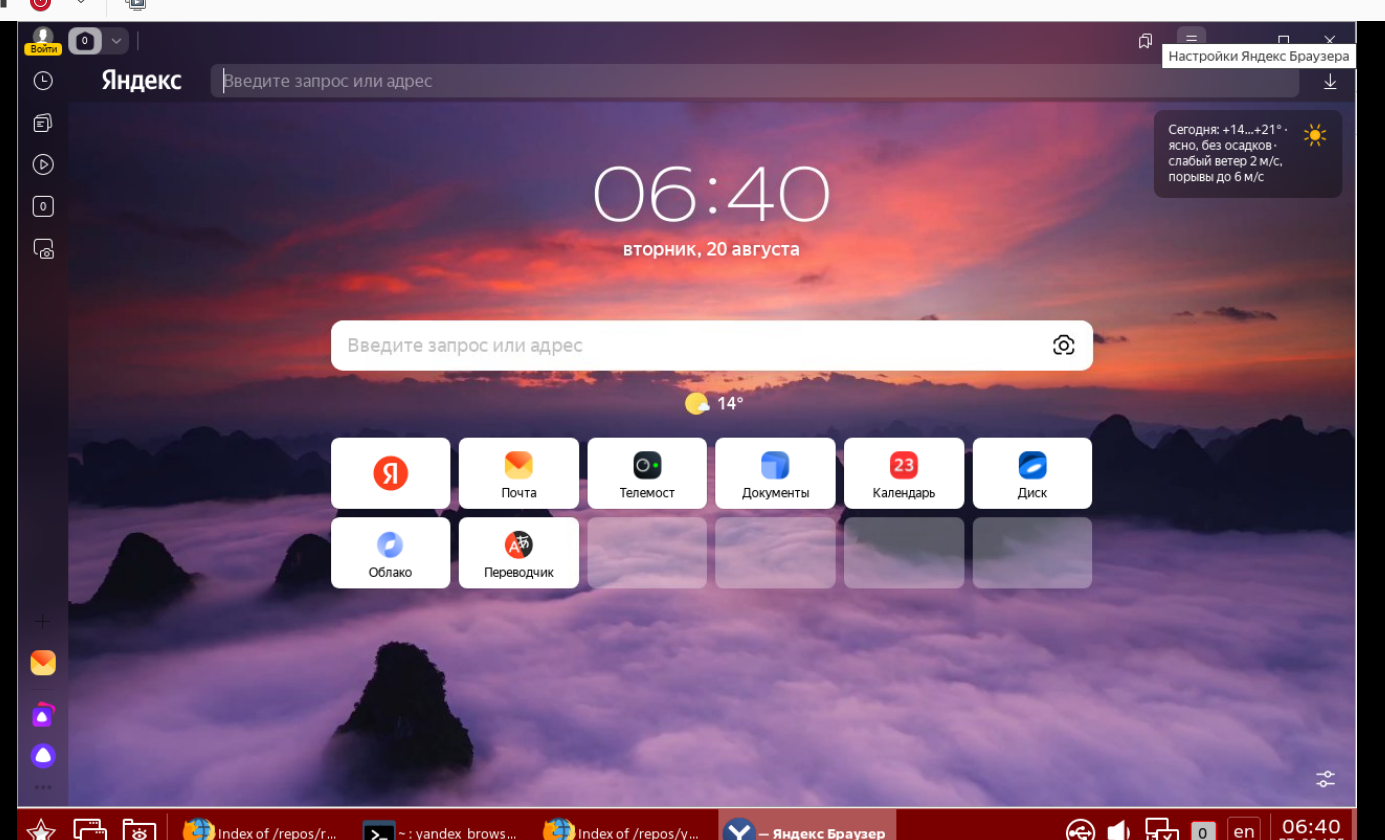 Войти
0
Настройки Яндекс Браузера
Яндекс
Введите запрос или адрес
Сегодня: +14...+21° ·
ясно, без осадков ·
слабый ветер 2 м/с,
порывы до 6 м/с
0
06:40
вторник, 20 августа
Введите запрос или адрес
14°
Я
Почта
Телемост
Документы
23
Календарь
Диск
Облако
Переводчик
Index of /repos/r...
~ : yandex_brows...
Index of /repos/y...
— Яндекс Браузер
0
en
06:40